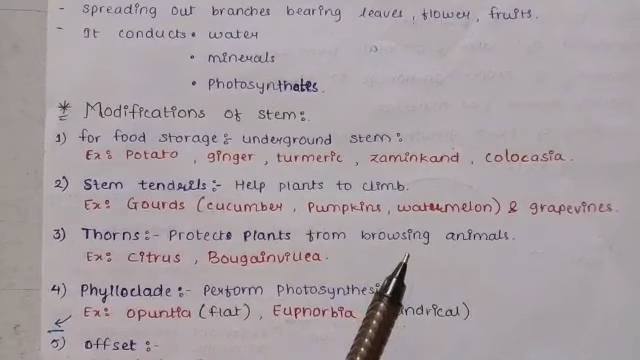 - spreading out branches bearing leaves, flower, fruits.
- It conducts • water
• minerals
• Photosynthates.
* Modifications of stem:-
1) for food storage:- underground stem:-
Ex: Potato, ginger, turmeric, zaminkand, colocasia.
2) Stem tendrils:- Help plants to climb.
Ex: Gourds (cucumber, Pumpkins, watermelon) & grapevines.
3) Thorns:- Protects Plants from browsing animals.
Ex: Citrus, Bougainvillea.
4) Phylloclade:- Perform Photosynthesi
Ex: Opuntia (flat), Euphorbia ndrical)
5) offset:-